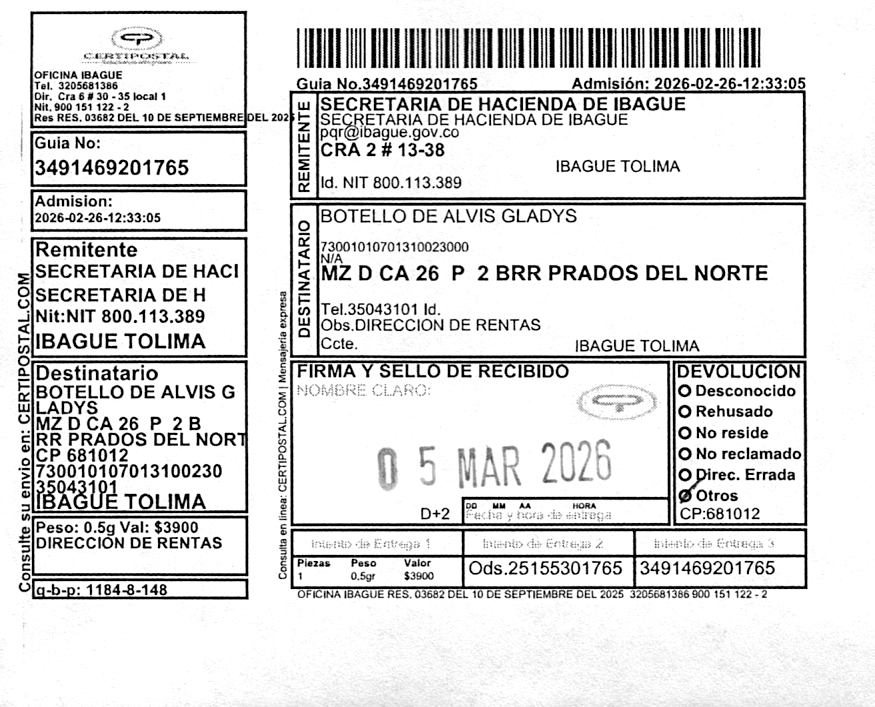 CERTIPOSTAL
OFICINA IBAGUE
Tel. 3205681386
Dir. Cra 6 # 30 - 35 local 1
Nit. 900 151 122 - 2
Res RES. 03682 DEL 10 DE SEPTIEMBRE DEL 2025
Guia No:
3491469201765
Admision:
2026-02-26-12:33:05
Remitente
SECRETARIA DE HACI
SECRETARIA DE H
Nit:NIT 800.113.389
IBAGUE TOLIMA
Destinatario
BOTELLO DE ALVIS G
LADYS
MZ D CA 26 P 2 B
RR PRADOS DEL NORT
CP 681012
730010107013100230
35043101
IBAGUE TOLIMA
Peso: 0.5g Val: $3900
DIRECCION DE RENTAS
q-b-p: 1184-8-148
Consulte su envio en: CERTIPOSTAL.COM
Guia No.3491469201765 Admisión: 2026-02-26-12:33:05
REMITENTE
SECRETARIA DE HACIENDA DE IBAGUE
SECRETARIA DE HACIENDA DE IBAGUE
pqr@ibague.gov.co
CRA 2 # 13-38
IBAGUE TOLIMA
Id. NIT 800.113.389
DESTINATARIO
BOTELLO DE ALVIS GLADYS
73001010701310023000
N/A
MZ D CA 26 P 2 BRR PRADOS DEL NORTE
Tel.35043101 Id.
Obs.DIRECCION DE RENTAS
Ccte. IBAGUE TOLIMA
Consulta en linea: CERTIPOSTAL.COM | Mensajeria expresa
FIRMA Y SELLO DE RECIBIDO
NOMBRE CLARO:
05 MAR 2026
D+2
DD MM AA HORA
Fecha y hora de entrega
DEVOLUCION
Desconocido
Rehusado
No reside
No reclamado
Direc. Errada
Otros
CP:681012
Intento de Entrega 1 Intento de Entrega 2 Intento de Entrega 3
Piezas Peso Valor
1 0,5gr $3900
Ods.25155301765
3491469201765
OFICINA IBAGUE RES. 03682 DEL 10 DE SEPTIEMBRE DEL 2025 3205681386 900 151 122 - 2